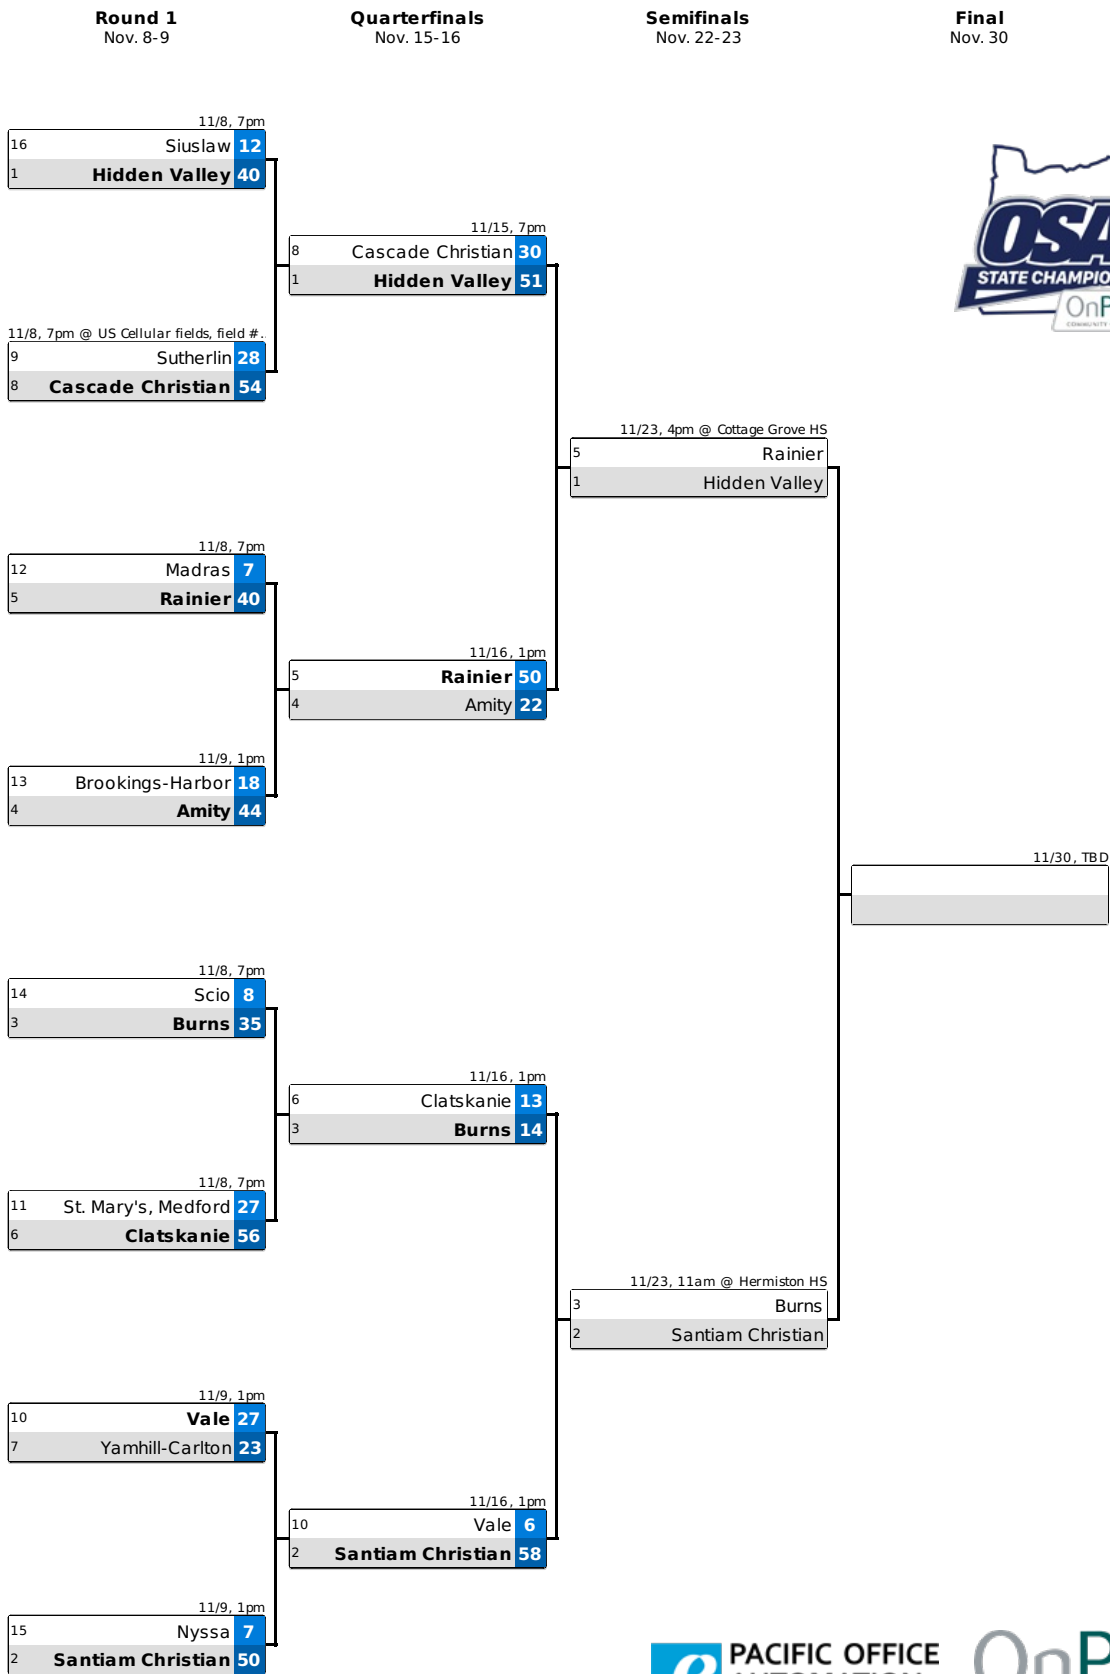 Round 1
Nov. 8-9
Quarterfinals
Nov. 15-16
Semifinals
Nov. 22-23
Final
Nov. 30
11/8, 7pm
16 Siuslaw 12
1 Hidden Valley 40
11/15, 7pm
8 Cascade Christian 30
1 Hidden Valley 51
11/8, 7pm @ US Cellular fields, field #..
9 Sutherlin 28
8 Cascade Christian 54
11/23, 4pm @ Cottage Grove HS
5 Rainier
1 Hidden Valley
11/8, 7pm
12 Madras 7
5 Rainier 40
11/16, 1pm
5 Rainier 50
4 Amity 22
11/9, 1pm
13 Brookings-Harbor 18
4 Amity 44
11/30, TBD
11/8, 7pm
14 Scio 8
3 Burns 35
11/16, 1pm
6 Clatskanie 13
3 Burns 14
11/8, 7pm
11 St. Mary's, Medford 27
6 Clatskanie 56
11/23, 11am @ Hermiston HS
3 Burns
2 Santiam Christian
11/9, 1pm
10 Vale 27
7 Yamhill-Carlton 23
11/16, 1pm
10 Vale 6
2 Santiam Christian 58
11/9, 1pm
15 Nyssa 7
2 Santiam Christian 50
OSA
STATE CHAMPIO
OnP
COMMUNITY
PACIFIC OFFICE
AUTOMATION
OnP